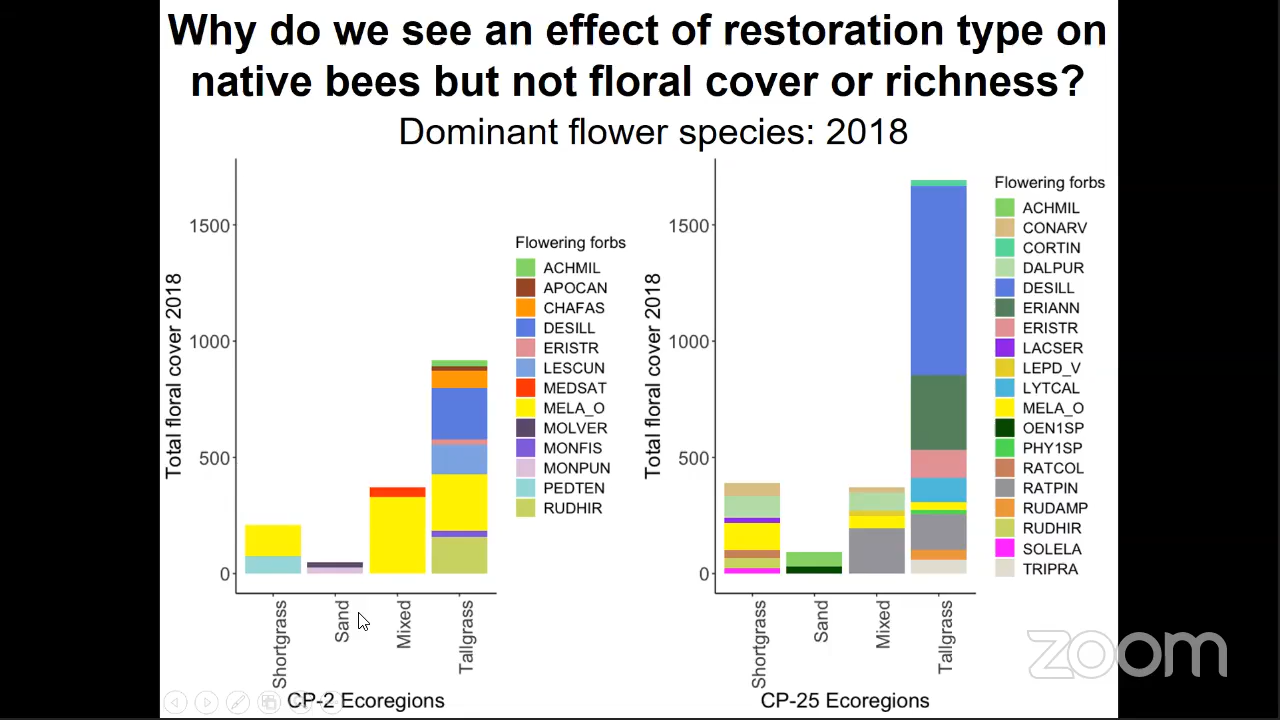 Why do we see an effect of restoration type on
native bees but not floral cover or richness?
Dominant flower species: 2018
Total floral cover 2018
1500
1000
500
0
Shortgrass
Sand
Mixed
Tallgrass
CP-2 Ecoregions
Flowering forbs
ACHMIL
APOCAN
CHAFAS
DESILL
ERISTR
LESCUN
MEDSAT
MELA_O
MOLVER
MONFIS
MONPUN
PEDTEN
RUDHIR
Total floral cover 2018
1500
1000
500
0
Shortgrass
Sand
Mixed
Tallgrass
CP-25 Ecoregions
Flowering forbs
ACHMIL
CONARV
CORTIN
DALPUR
DESILL
ERIANN
ERISTR
LACSER
LEPD_V
LYTCAL
MELA_O
OEN1SP
PHY1SP
RATCOL
RATPIN
RUDAMP
RUDHIR
SOLELA
TRIPRA
zoom